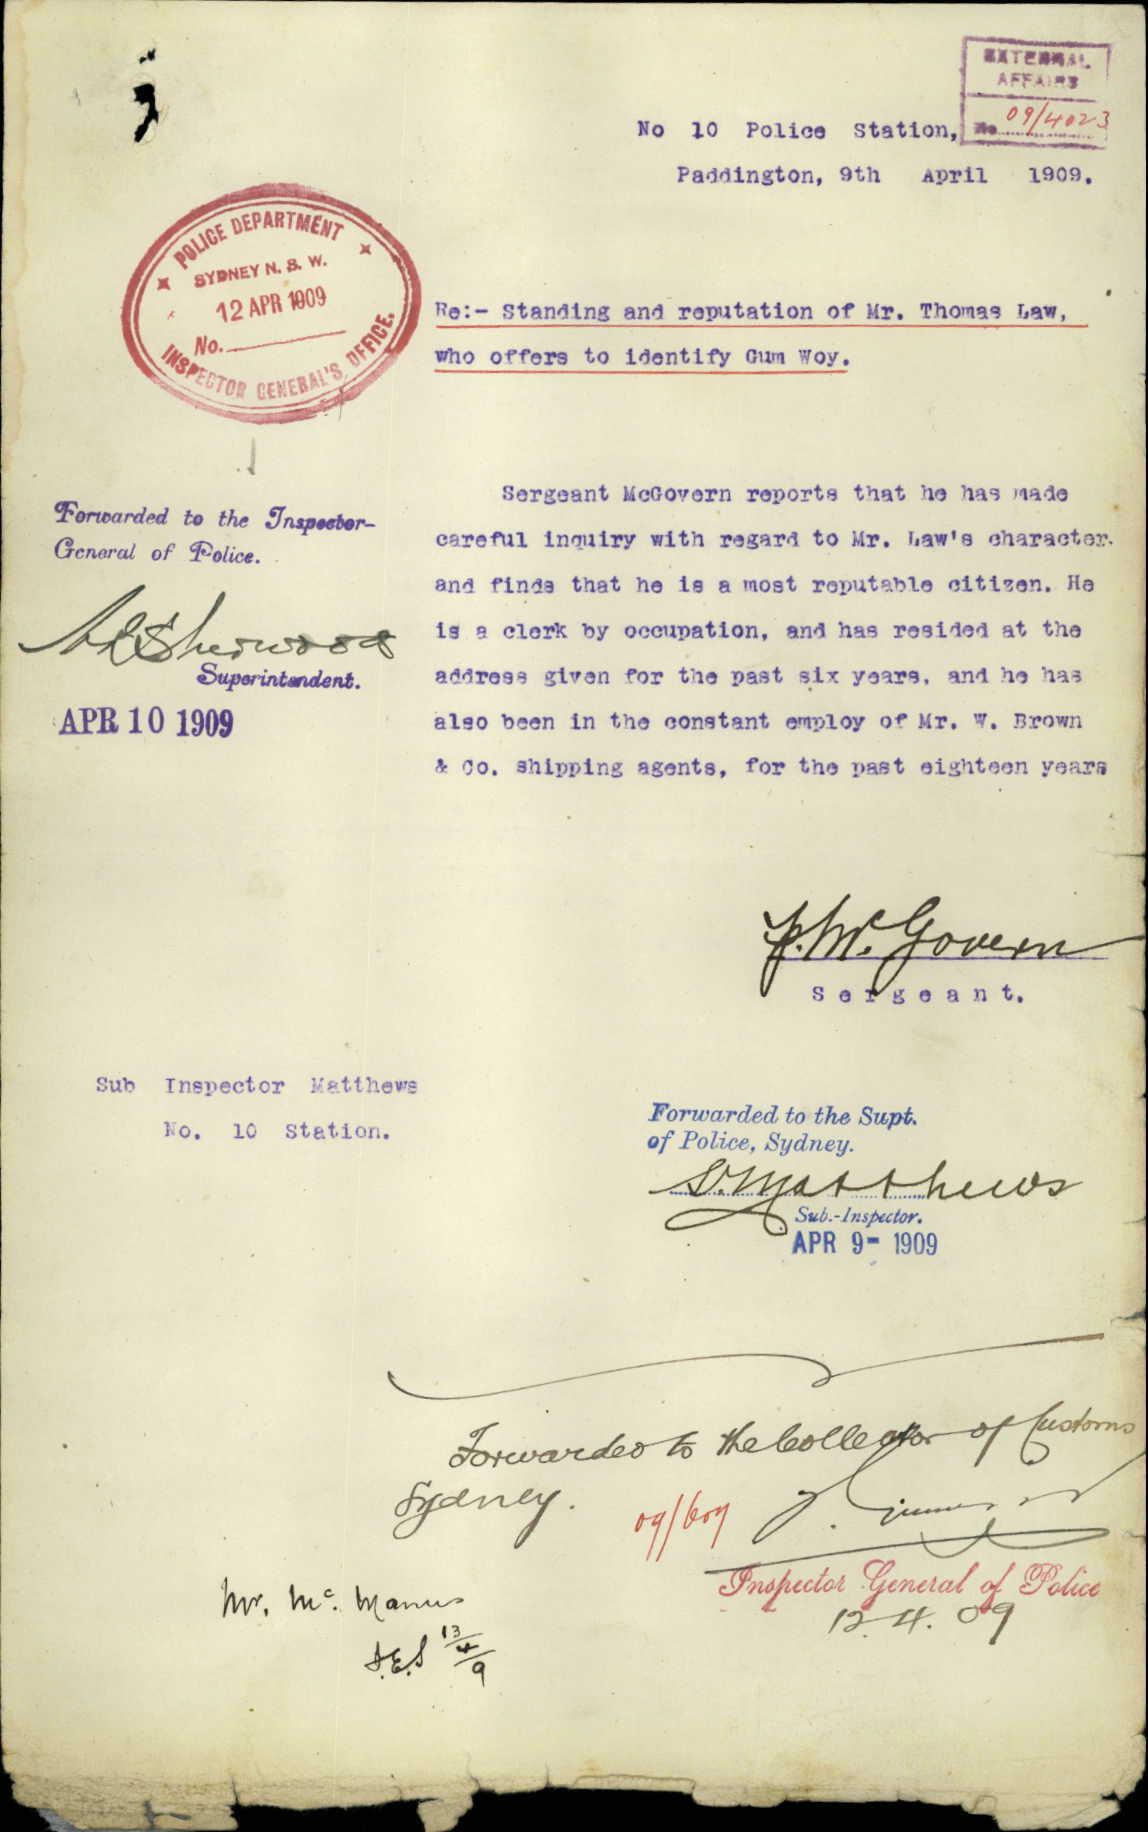 EXTERNAL
AFFAIRS
No 09/4023
No 10 Police Station,
Paddington, 9th April 1909.
POLICE DEPARTMENT
SYDNEY N. S. W.
12 APR 1909
No.
INSPECTOR GENERAL'S OFFICE.
Re:- Standing and reputation of Mr. Thomas Law,
who offers to identify Gum Woy.
Sergeant McGovern reports that he has made
careful inquiry with regard to Mr. Law's character.
and finds that he is a most reputable citizen. He
is a clerk by occupation, and has resided at the
address given for the past six years, and he has
also been in the constant employ of Mr. W. Brown
& Co. shipping agents, for the past eighteen years
Forwarded to the Inspector-
General of Police.
Sherwood
Superintendent.
APR 10 1909
P. McGovern
Sergeant.
Sub Inspector Matthews
No. 10 Station.
Forwarded to the Supt.
of Police, Sydney.
S. Matthews
Sub.-Inspector.
APR 9- 1909
Forwarded to the Collector of Customs
Sydney.
Inspector General of Police
12.4.09
Mr. McManus
13/4/9